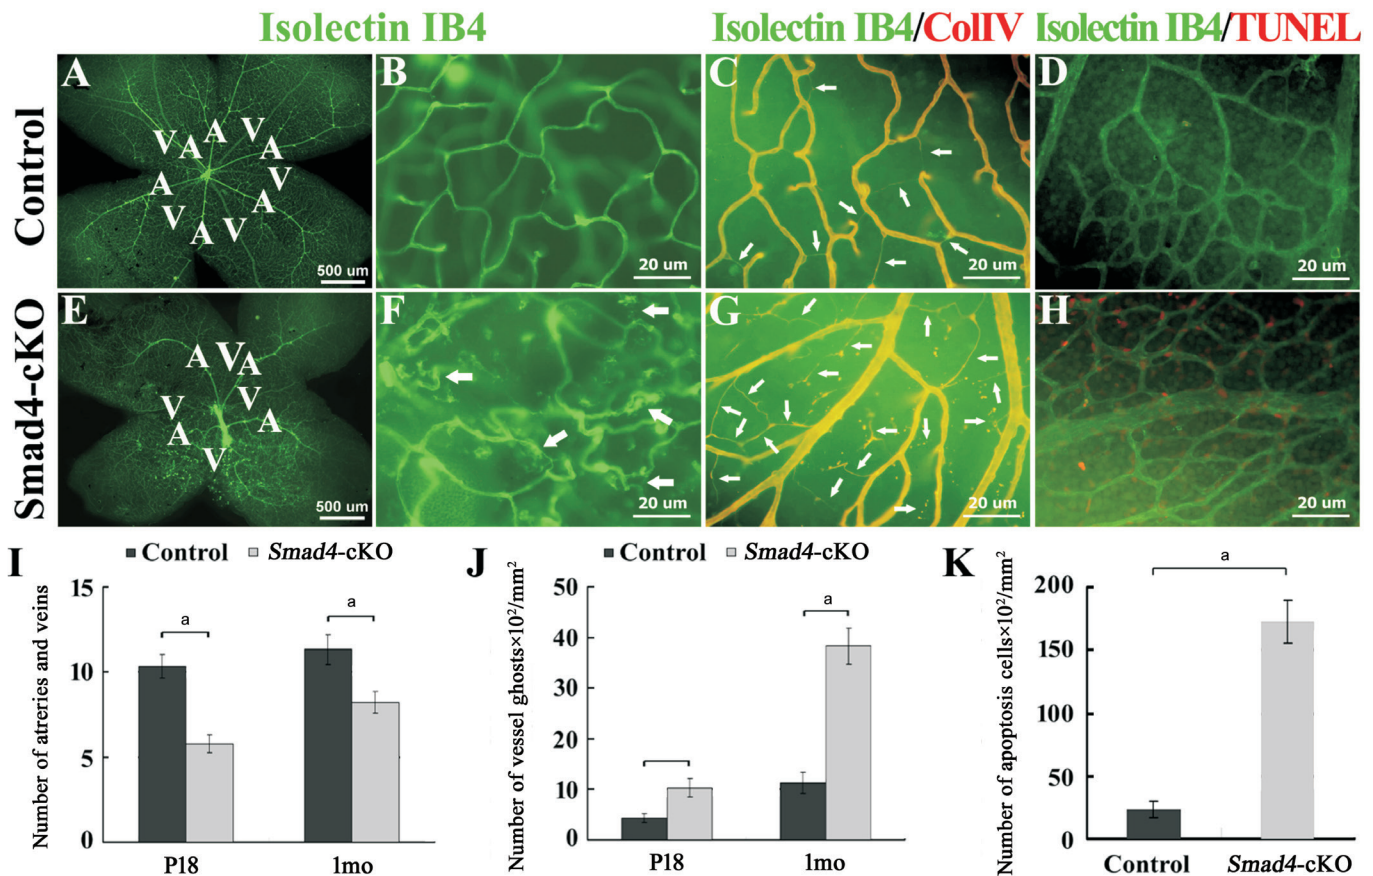 Isolectin IB4
Isolectin IB4/ColIV
Isolectin IB4/TUNEL
Control
A
V A A V A
A V
V A V A
500 um
B
20 um
C
20 um
D
20 um
Smad4-cKO
E
A V A
V V
A A
V
500 um
F
20 um
G
20 um
H
20 um
I
Control Smad4-cKO
Number of atreries and veins
15
10
5
0
a
a
P18 1mo
J
Control Smad4-cKO
Number of vessel ghosts×10²/mm²
50
40
30
20
10
0
a
P18 1mo
K
Number of apoptosis cells×10²/mm²
200
150
100
50
0
a
Control Smad4-cKO